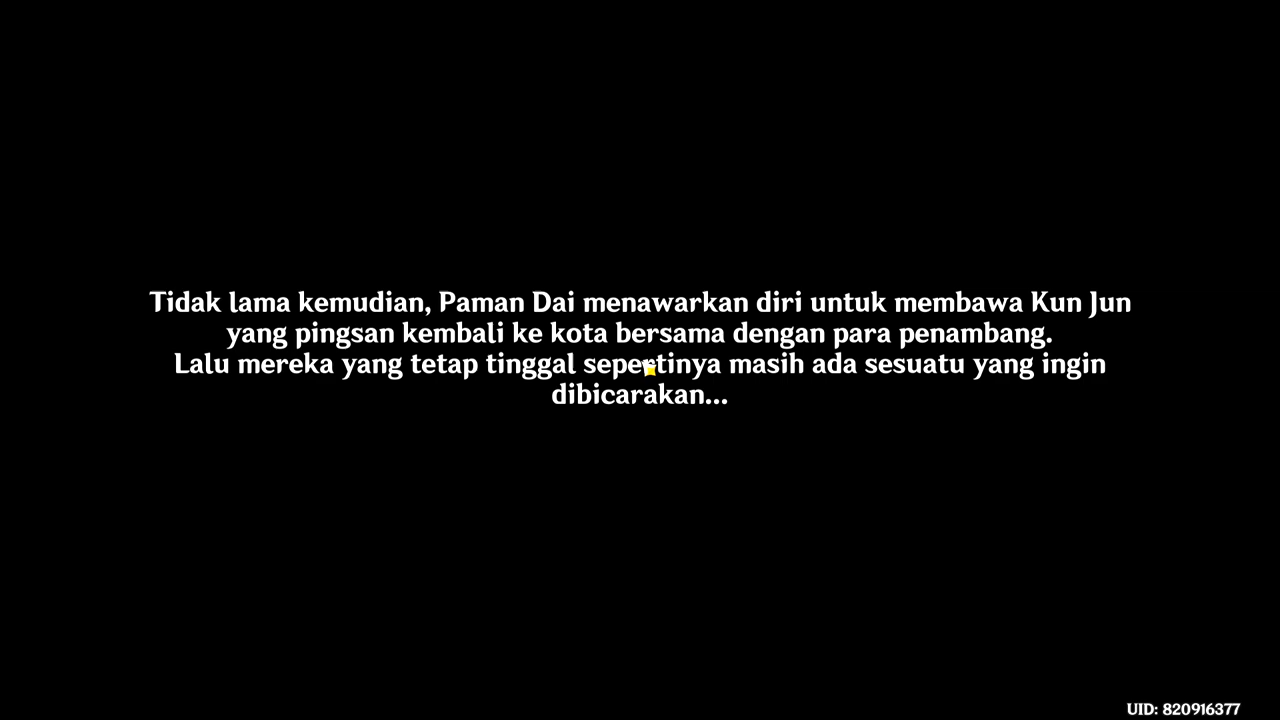 Tidak lama kemudian, Paman Dai menawarkan diri untuk membawa Kun Jun
yang pingsan kembali ke kota bersama dengan para penambang.
Lalu mereka yang tetap tinggal sepertinya masih ada sesuatu yang ingin
dibicarakan...
UID: 820916377